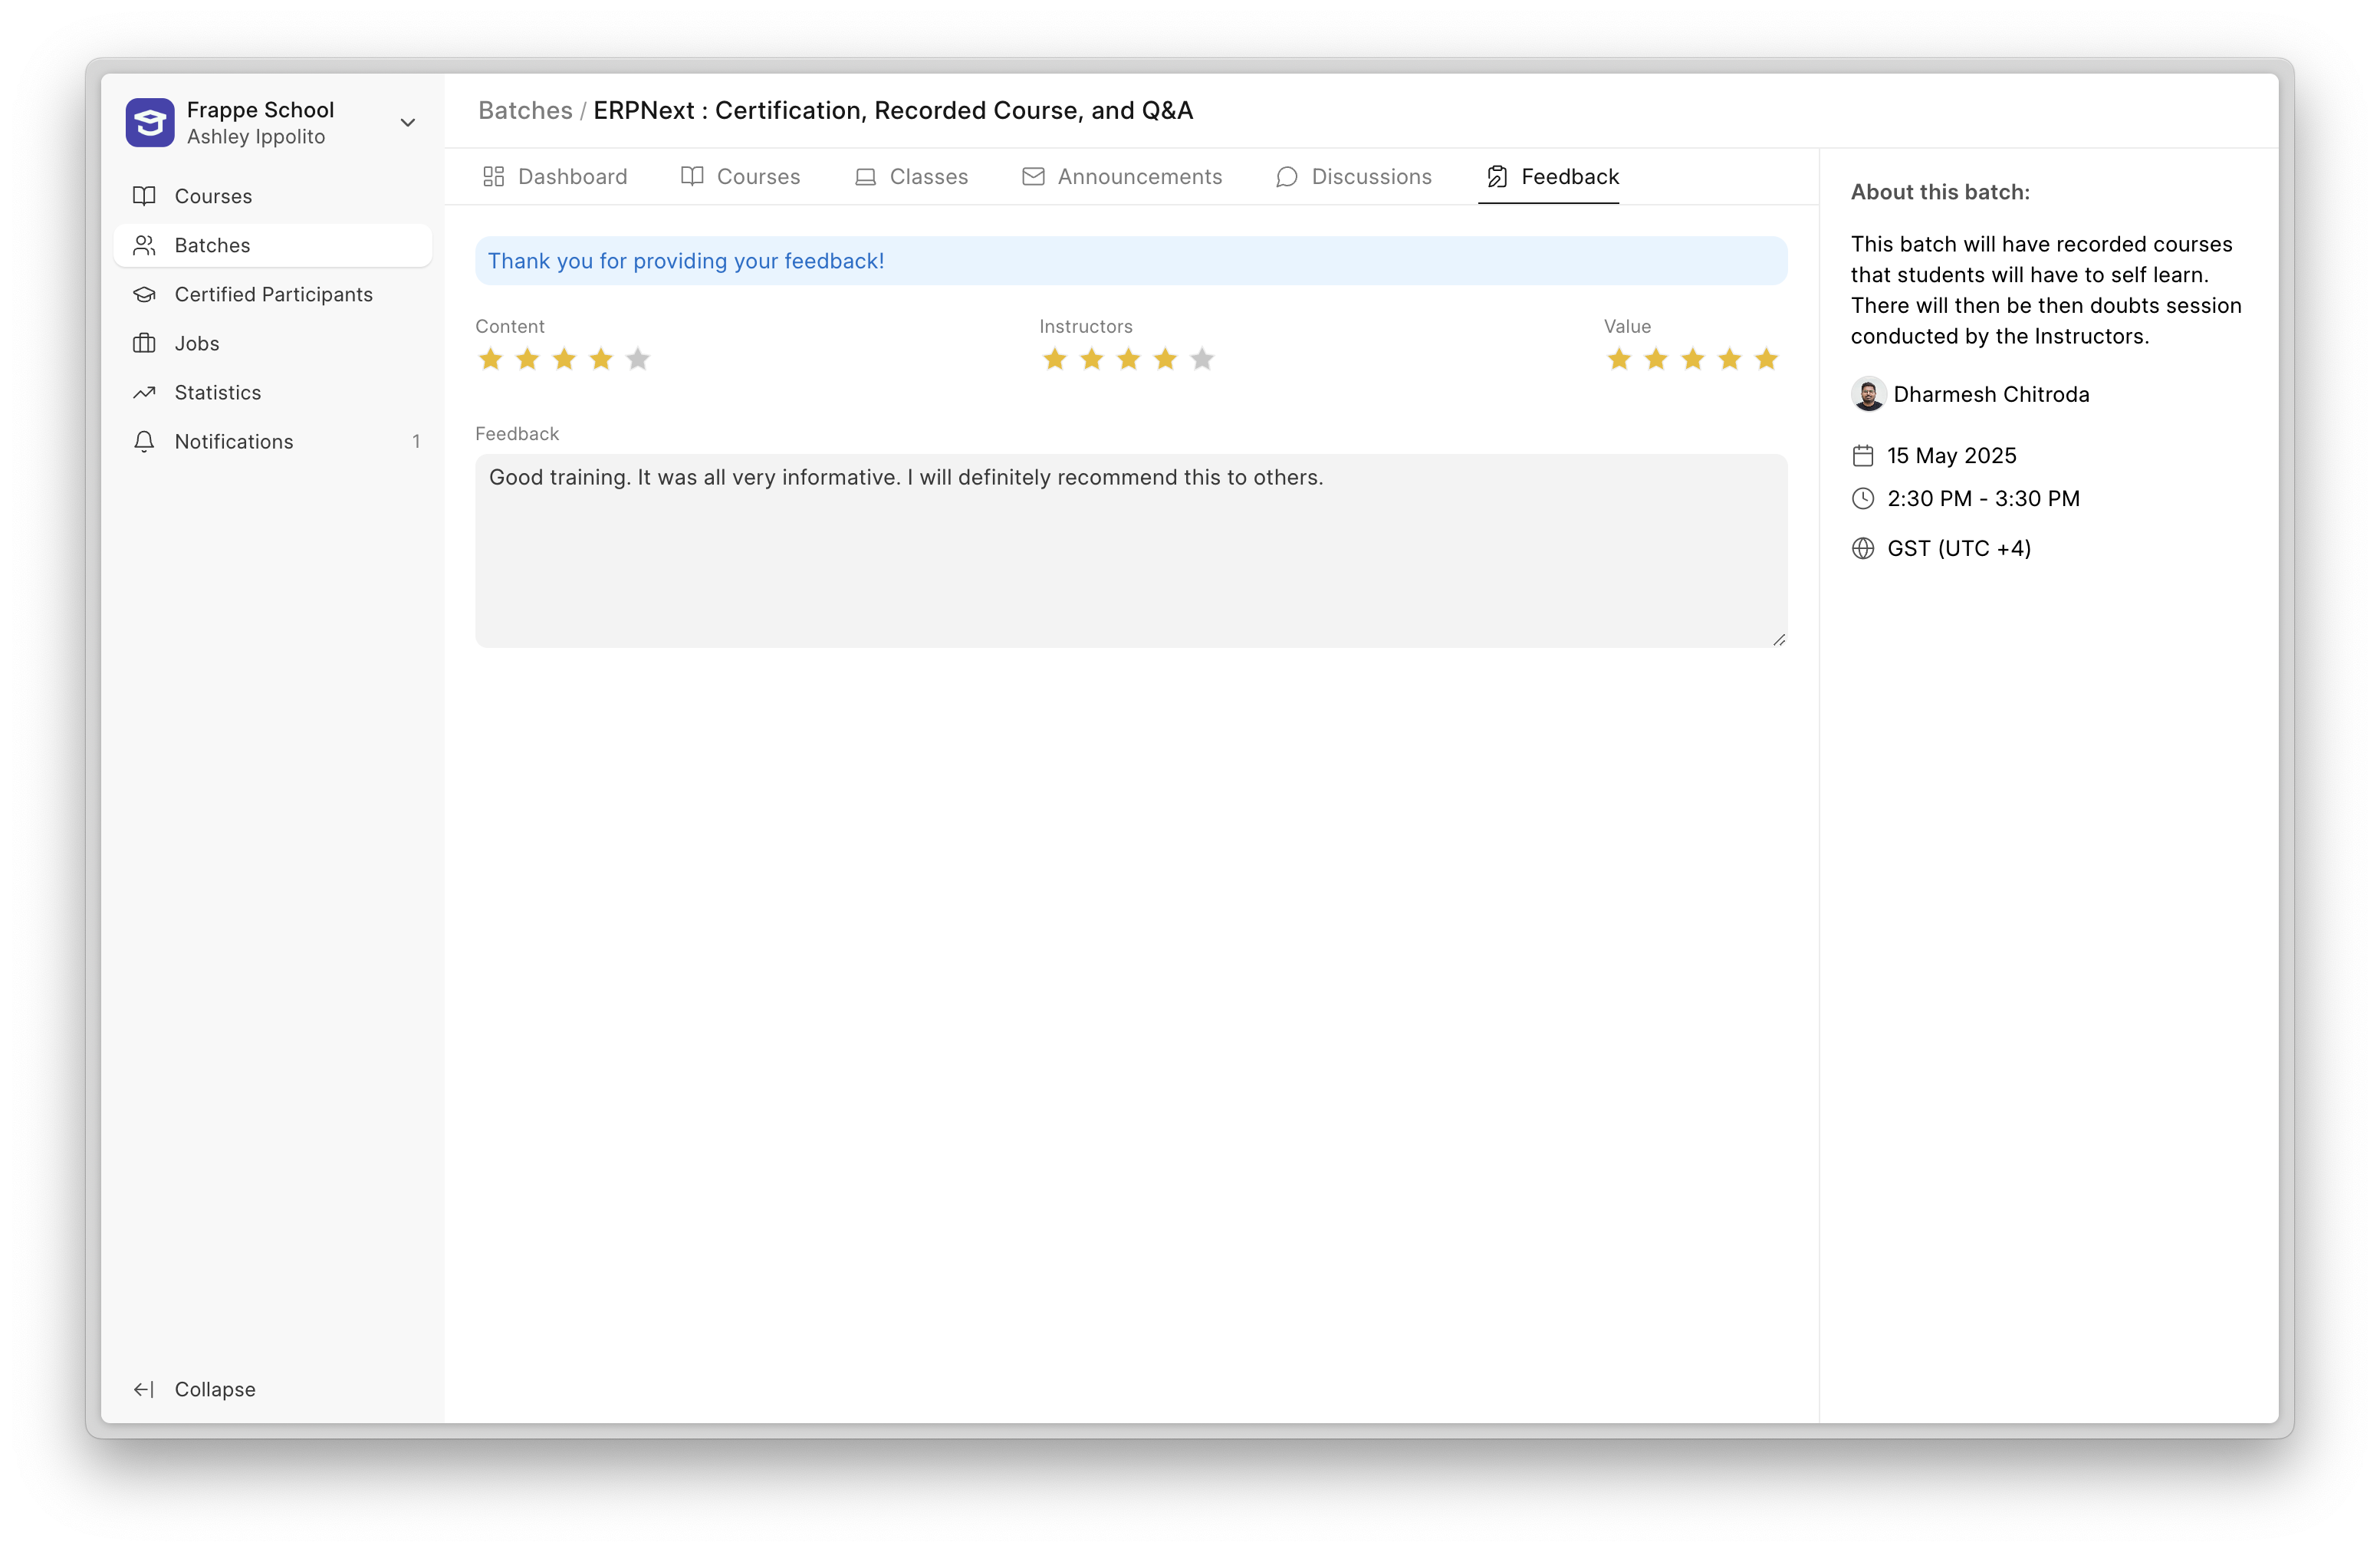 Frappe School
Ashley Ippolito
Courses
Batches
Certified Participants
Jobs
Statistics
Notifications 1
Collapse
Batches / ERPNext : Certification, Recorded Course, and Q&A
Dashboard Courses Classes Announcements Discussions Feedback
Thank you for providing your feedback!
Content Instructors Value
Feedback
Good training. It was all very informative. I will definitely recommend this to others.
About this batch:
This batch will have recorded courses
that students will have to self learn.
There will then be then doubts session
conducted by the Instructors.
Dharmesh Chitroda
15 May 2025
2:30 PM - 3:30 PM
GST (UTC +4)